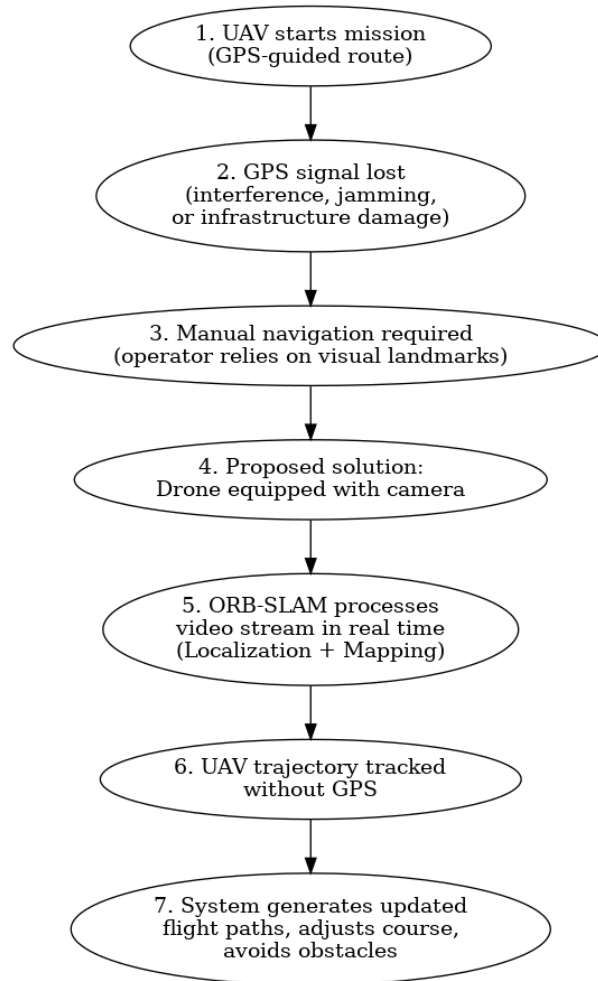 1. UAV starts mission
(GPS-guided route)
2. GPS signal lost
(interference, jamming,
or infrastructure damage)
3. Manual navigation required
(operator relies on visual landmarks)
4. Proposed solution:
Drone equipped with camera
5. ORB-SLAM processes
video stream in real time
(Localization + Mapping)
6. UAV trajectory tracked
without GPS
7. System generates updated
flight paths, adjusts course,
avoids obstacles